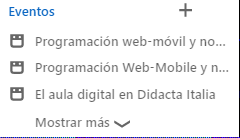 Eventos
Programación web-móvil y no...
Programación Web-Mobile y n...
El aula digital en Didacta Italia
Mostrar más